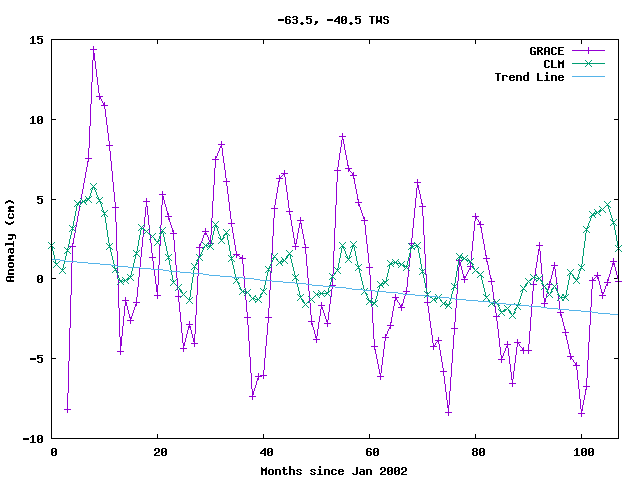 -63.5, -40.5 TWS
GRACE
CLM
Trend Line
15
10
5
0
-5
-10
Anomaly (cm)
0 20 40 60 80 100
Months since Jan 2002